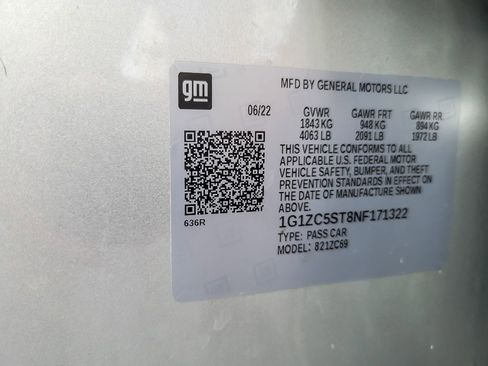 gm
MFD BY GENERAL MOTORS LLC
06/22 GVWR GAWR FRT GAWR RR
1843 KG 948 KG 894 KG
4063 LB 2091 LB 1972 LB
THIS VEHICLE CONFORMS TO ALL
APPLICABLE U.S. FEDERAL MOTOR
VEHICLE SAFETY, BUMPER, AND THEFT
PREVENTION STANDARDS IN EFFECT ON
THE DATE OF MANUFACTURE SHOWN
ABOVE.
636R
1G1ZC5ST8NF171322
TYPE: PASS CAR
MODEL: 821ZC69